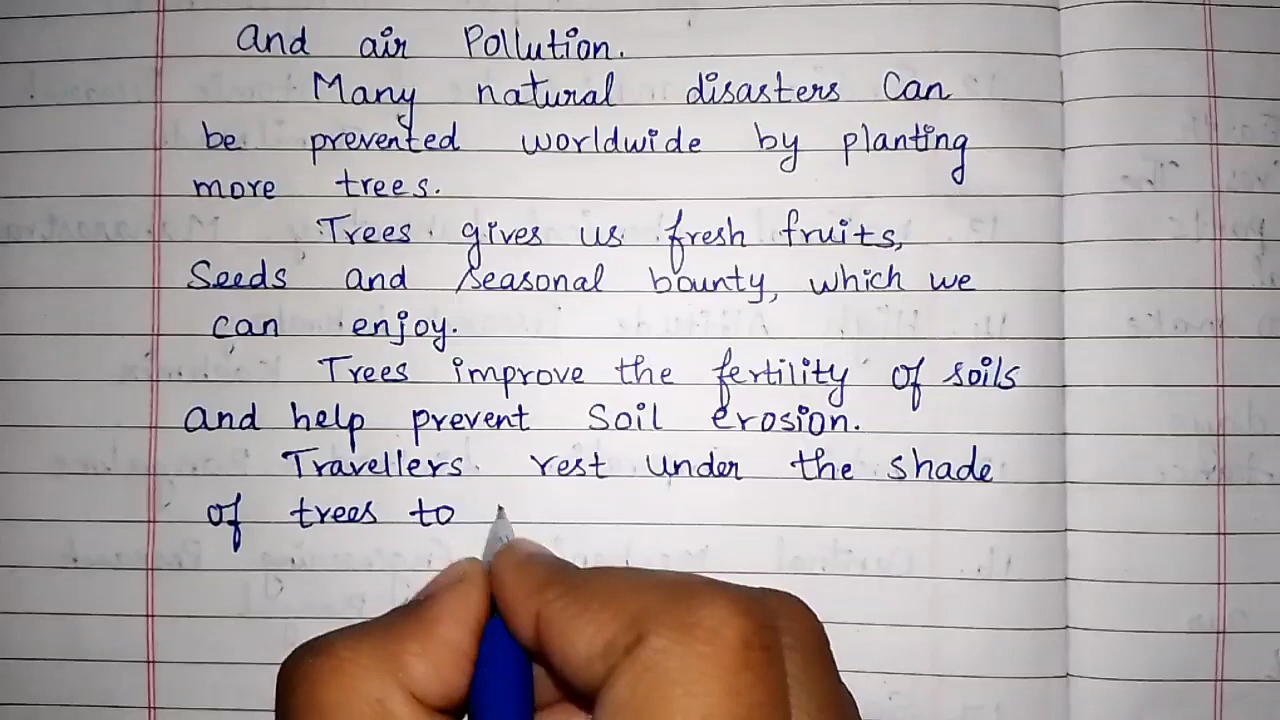 and air Pollution.
Many natural disasters can
be prevented worldwide by planting
more trees.
Trees gives us fresh fruits,
Seeds and seasonal bounty, which we
can enjoy.
Trees improve the fertility of soils
and help prevent soil erosion.
Travellers rest under the shade
of trees to